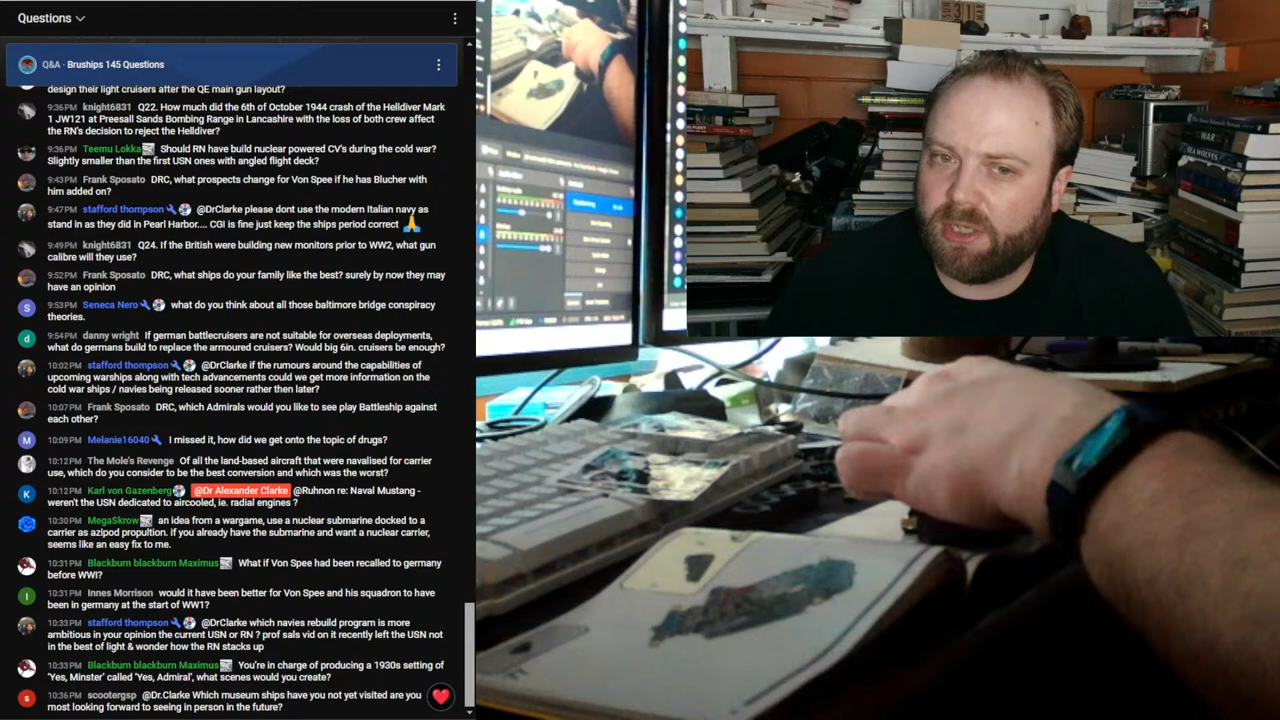 Questions
Q&A · Bruships 145 Questions
design their light cruisers after the QE main gun layout?
9:36PM knight6831 Q22. How much did the 6th of October 1944 crash of the Helldiver Mark
1 JW121 at Preesall Sands Bombing Range in Lancashire with the loss of both crew affect
the RN's decision to reject the Helldiver?
9:36PM Teemu Lokka Should RN have build nuclear powered CV's during the cold war?
Slightly smaller than the first USN ones with angled flight deck?
9:43PM Frank Sposato DRC, what prospects change for Von Spee if he has Blucher with
him added on?
9:47PM stafford thompson @DrClarke please dont use the modern Italian navy as
stand in as they did in Pearl Harbor.... CGI is fine just keep the ships period correct 🙏
9:49PM knight6831 Q24. If the British were building new monitors prior to WW2, what gun
calibre will they use?
9:52PM Frank Sposato DRC, what ships do your family like the best? surely by now they may
have an opinion
S
9:53PM Seneca Nero what do you think about all those baltimore bridge conspiracy
theories.
d
9:54PM danny wright If german battlecruisers are not suitable for overseas deployments,
what do germans build to replace the armoured cruisers? Would big 6in. cruisers be enough?
10:02PM stafford thompson @DrClarke if the rumours around the capabilities of
upcoming warships along with tech advancements could we get more information on the
cold war ships / navies being released sooner rather then later?
10:07PM Frank Sposato DRC, which Admirals would you like to see play Battleship against
each other?
M
10:09PM Melanie16040 I missed it, how did we get onto the topic of drugs?
10:12PM The Mole's Revenge Of all the land-based aircraft that were navalised for carrier
use, which do you consider to be the best conversion and which was the worst?
K
10:12PM Karl von Gazenberg @Dr Alexander Clarke @Ruhnon re: Naval Mustang -
weren't the USN dedicated to aircooled, ie. radial engines ?
10:30PM MegaSkrow an idea from a wargame, use a nuclear submarine docked to a
carrier as azipod propultion. if you already have the submarine and want a nuclear carrier,
seems like an easy fix to me.
10:31PM Blackburn blackburn Maximus What if Von Spee had been recalled to germany
before WWI?
I
10:31PM Innes Morrison would it have been better for Von Spee and his squadron to have
been in germany at the start of WW1?
10:33PM stafford thompson @DrClarke which navies rebuild program is more
ambitious in your opinion the current USN or RN ? prof sals vid on it recently left the USN not
in the best of light & wonder how the RN stacks up
10:33PM Blackburn blackburn Maximus You're in charge of producing a 1930s setting of
'Yes, Minster' called 'Yes, Admiral', what scenes would you create?
s
10:36PM scootergsp @Dr.Clarke Which museum ships have you not yet visited are you
most looking forward to seeing in person in the future?
WAR
SEA WOLVES